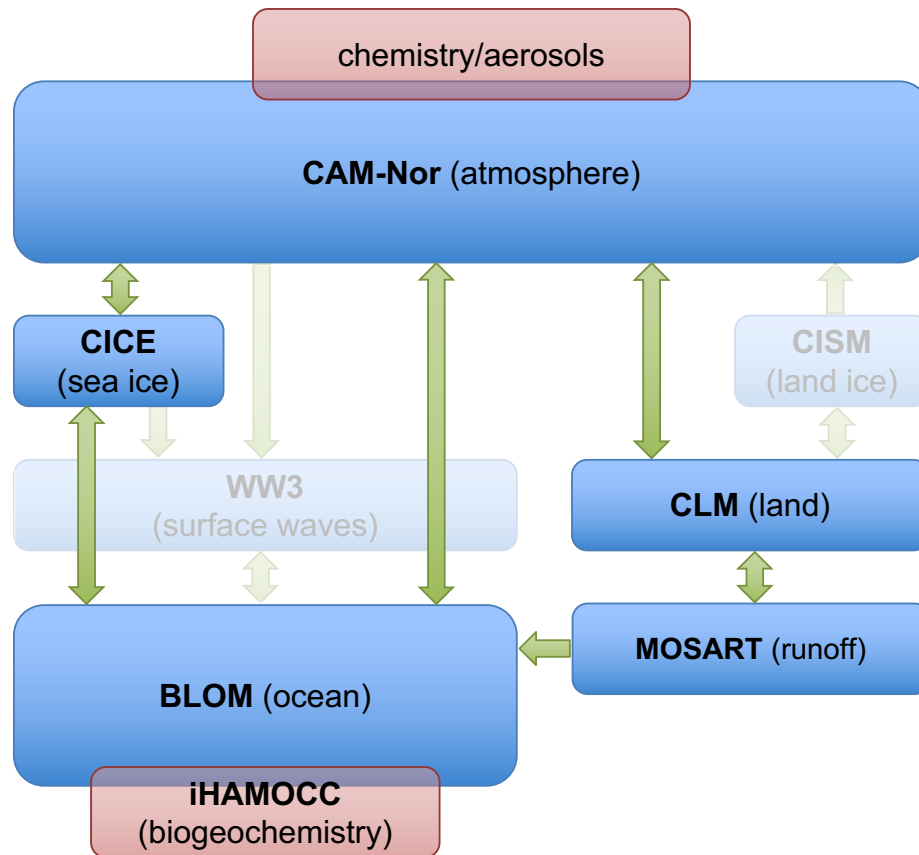 chemistry/aerosols
CAM-Nor (atmosphere)
CICE
(sea ice)
CISM
(land ice)
WW3
(surface waves)
CLM (land)
MOSART (runoff)
BLOM (ocean)
iHAMOCC
(biogeochemistry)